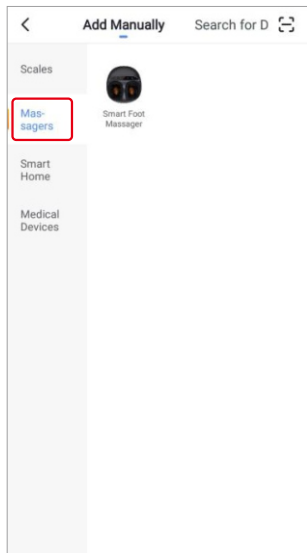 Add Manually
Search for D
Scales
Mas-
sagers
Smart
Home
Medical
Devices
Smart Foot
Massager